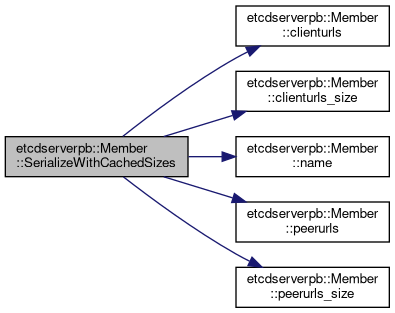 etcdserverpb::Member
::SerializeWithCachedSizes
etcdserverpb::Member
::clienturls
etcdserverpb::Member
::clienturls_size
etcdserverpb::Member
::name
etcdserverpb::Member
::peerurls
etcdserverpb::Member
::peerurls_size